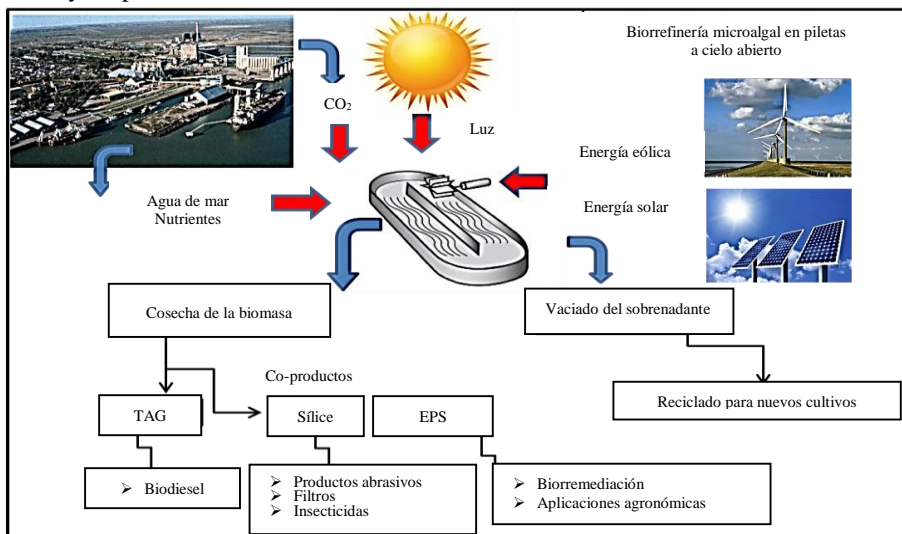 Biorrefinería microalgal en piletas
a cielo abierto
CO₂
Luz
Energía eólica
Agua de mar
Nutrientes
Energía solar
Cosecha de la biomasa
Vaciado del sobrenadante
Co-productos
Reciclado para nuevos cultivos
TAG
Sílice
EPS
➢ Biodiesel
➢ Productos abrasivos
➢ Filtros
➢ Insecticidas
➢ Biorremediación
➢ Aplicaciones agronómicas